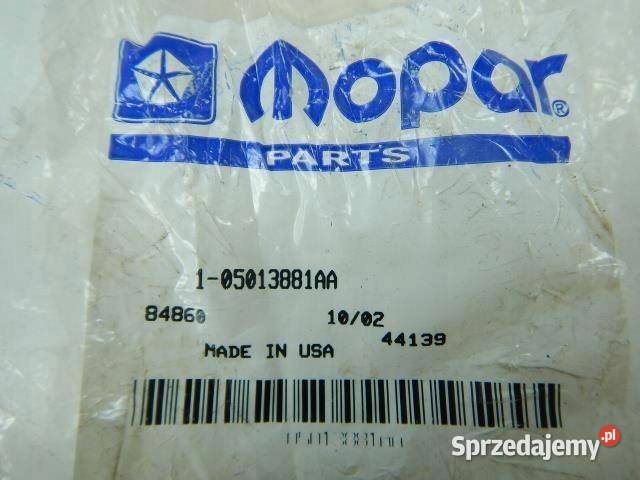 mopar®
PARTS
1-05013881AA
84860 10/02
44139
MADE IN USA
Sprzedajemy.pl